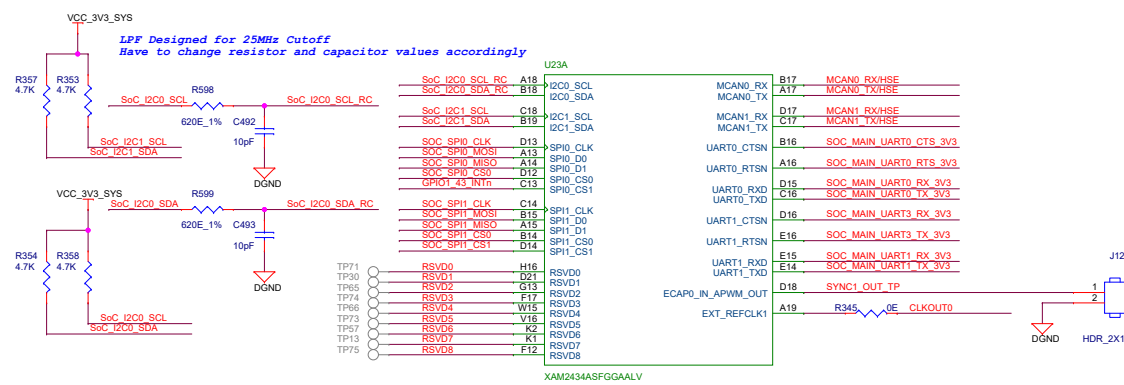 VCC_3V3_SYS
LPF Designed for 25MHz Cutoff
Have to change resistor and capacitor values accordingly
R357
4.7K
R353
4.7K
SoC_I2C0_SCL
R598
620E_1%
SoC_I2C0_SCL_RC
C492
10pF
DGND
SoC_I2C1_SCL
SoC_I2C1_SDA
VCC_3V3_SYS
SoC_I2C0_SDA
R599
620E_1%
SoC_I2C0_SDA_RC
C493
10pF
DGND
R354
4.7K
R358
4.7K
SoC_I2C0_SCL
SoC_I2C0_SDA
U23A
SoC_I2C0_SCL_RC A18 I2C0_SCL
SoC_I2C0_SDA_RC B18 I2C0_SDA
SoC_I2C1_SCL C18 I2C1_SCL
SoC_I2C1_SDA B19 I2C1_SDA
SOC_SPI0_CLK D13 SPI0_CLK
SOC_SPI0_MOSI A13 SPI0_D0
SOC_SPI0_MISO A14 SPI0_D1
SOC_SPI0_CS0 D12 SPI0_CS0
GPIO1_43_INTn C13 SPI0_CS1
SOC_SPI1_CLK C14 SPI1_CLK
SOC_SPI1_MOSI B15 SPI1_D0
SOC_SPI1_MISO A15 SPI1_D1
SOC_SPI1_CS0 B14 SPI1_CS0
SOC_SPI1_CS1 D14 SPI1_CS1
TP71 RSVD0 H16 RSVD0
TP30 RSVD1 D21 RSVD1
TP65 RSVD2 G13 RSVD2
TP74 RSVD3 F17 RSVD3
TP66 RSVD4 W15 RSVD4
TP73 RSVD5 V16 RSVD5
TP57 RSVD6 K2 RSVD6
TP13 RSVD7 K1 RSVD7
TP75 RSVD8 F12 RSVD8
MCAN0_RX B17 MCAN0_RX/HSE
MCAN0_TX A17 MCAN0_TX/HSE
MCAN1_RX D17 MCAN1_RX/HSE
MCAN1_TX C17 MCAN1_TX/HSE
UART0_CTSN B16 SOC_MAIN_UART0_CTS_3V3
UART0_RTSN A16 SOC_MAIN_UART0_RTS_3V3
UART0_RXD D15 SOC_MAIN_UART0_RX_3V3
UART0_TXD C16 SOC_MAIN_UART0_TX_3V3
UART1_CTSN D16 SOC_MAIN_UART3_RX_3V3
UART1_RTSN E16 SOC_MAIN_UART3_TX_3V3
UART1_RXD E15 SOC_MAIN_UART1_RX_3V3
UART1_TXD E14 SOC_MAIN_UART1_TX_3V3
ECAP0_IN_APWM_OUT D18 SYNC1_OUT_TP
EXT_REFCLK1 A19 R345 0E CLKOUT0
XAM2434ASFGGAALV
J12
1
2
DGND
HDR_2X1